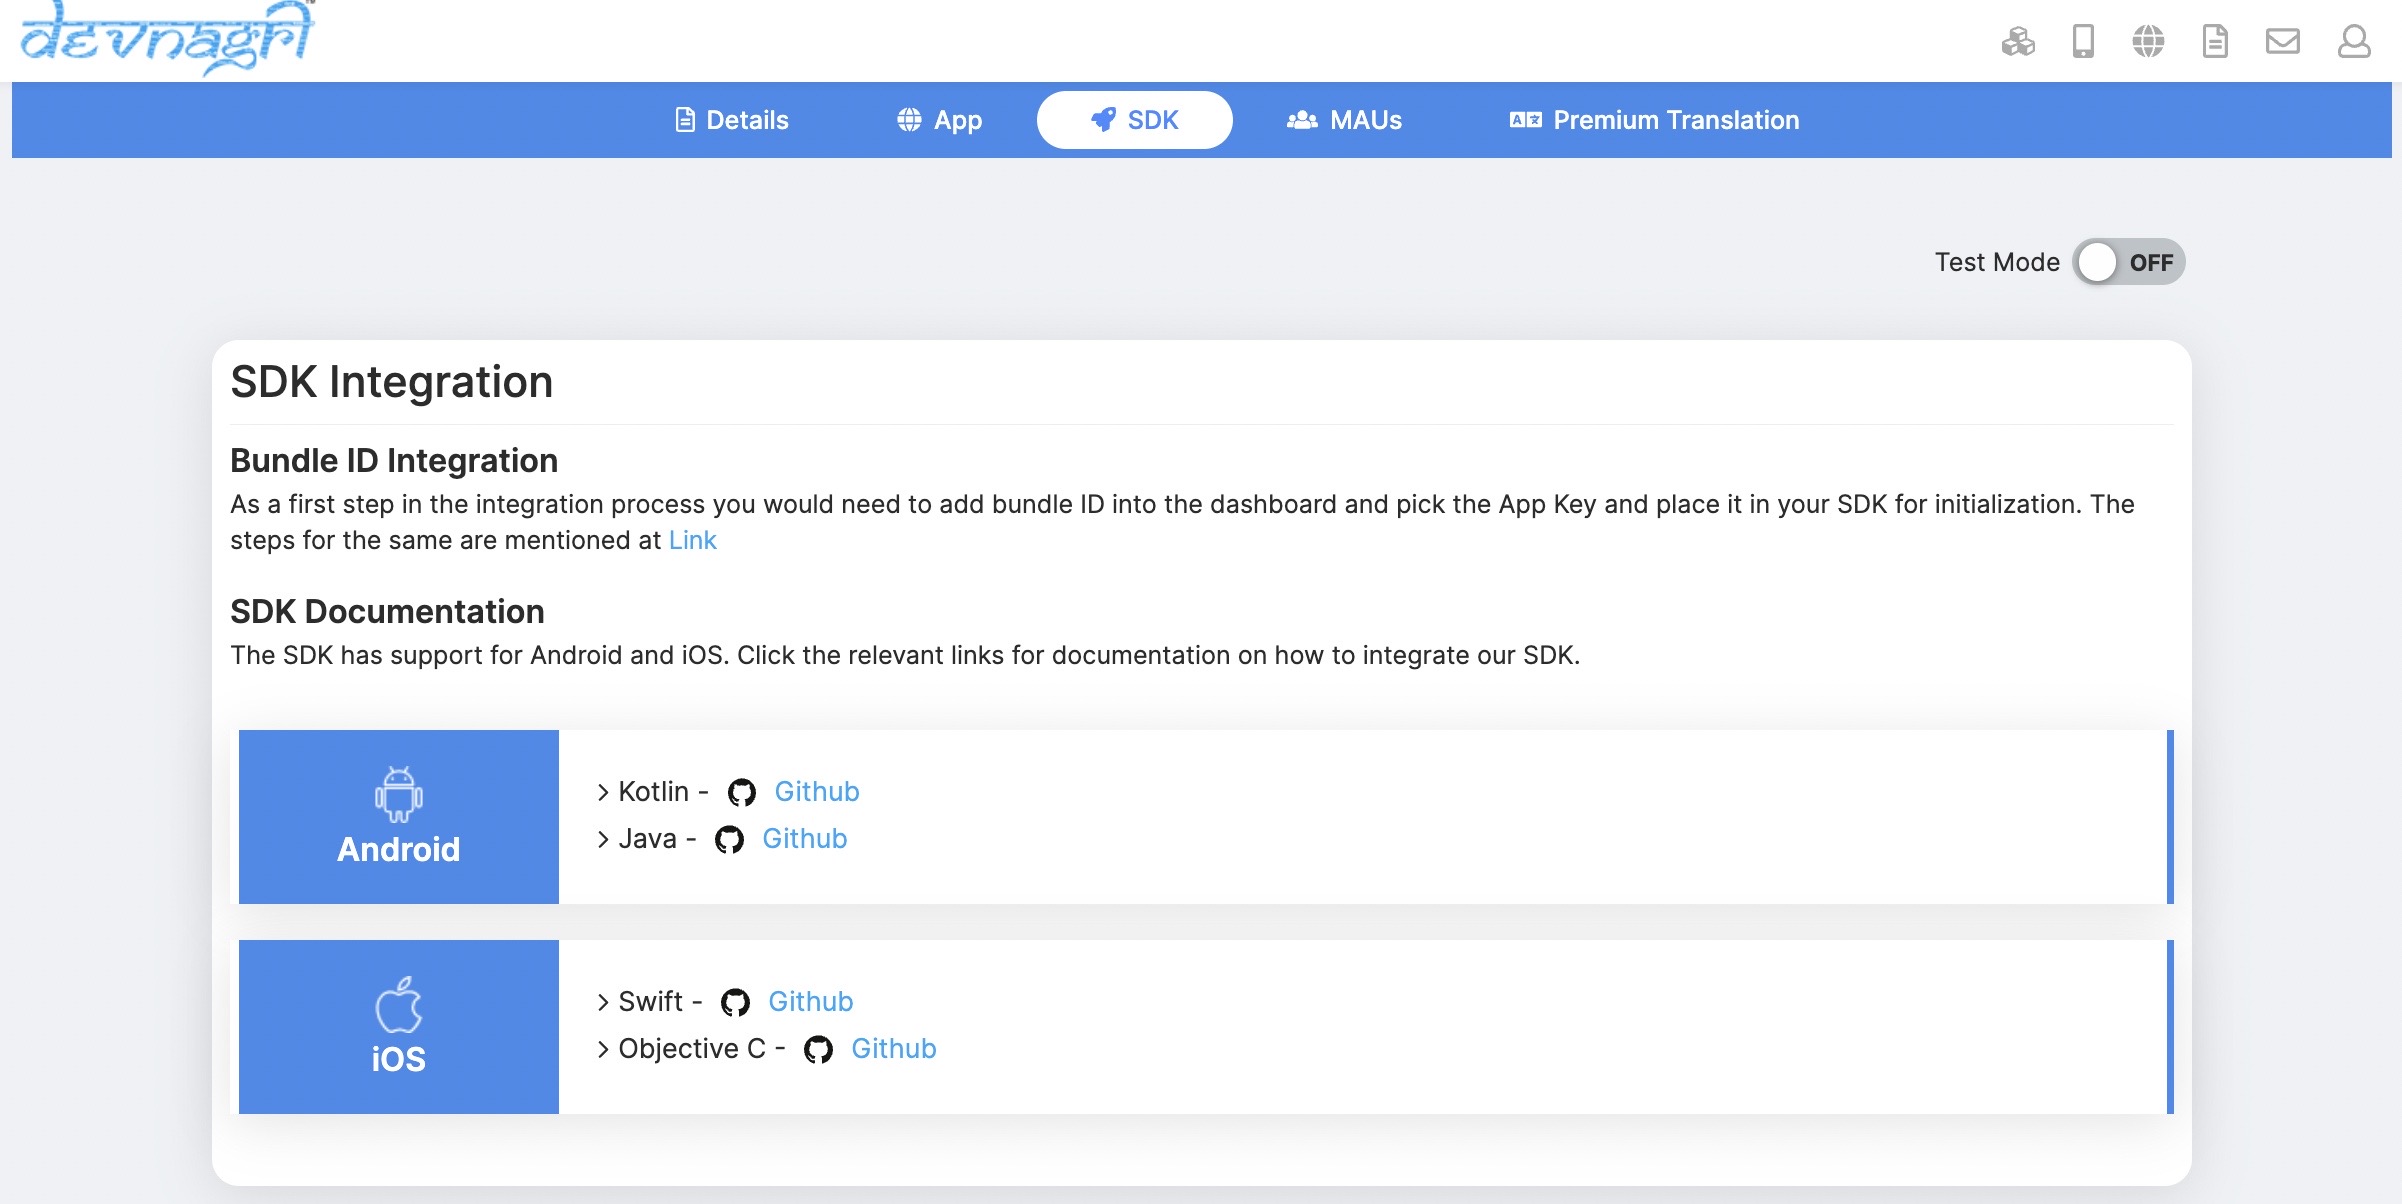 devnagri
Details
App
SDK
MAUs
Premium Translation
Test Mode
OFF
SDK Integration
Bundle ID Integration
As a first step in the integration process you would need to add bundle ID into the dashboard and pick the App Key and place it in your SDK for initialization. The
steps for the same are mentioned at Link
SDK Documentation
The SDK has support for Android and iOS. Click the relevant links for documentation on how to integrate our SDK.
Android
> Kotlin - Github
> Java - Github
iOS
> Swift - Github
> Objective C - Github